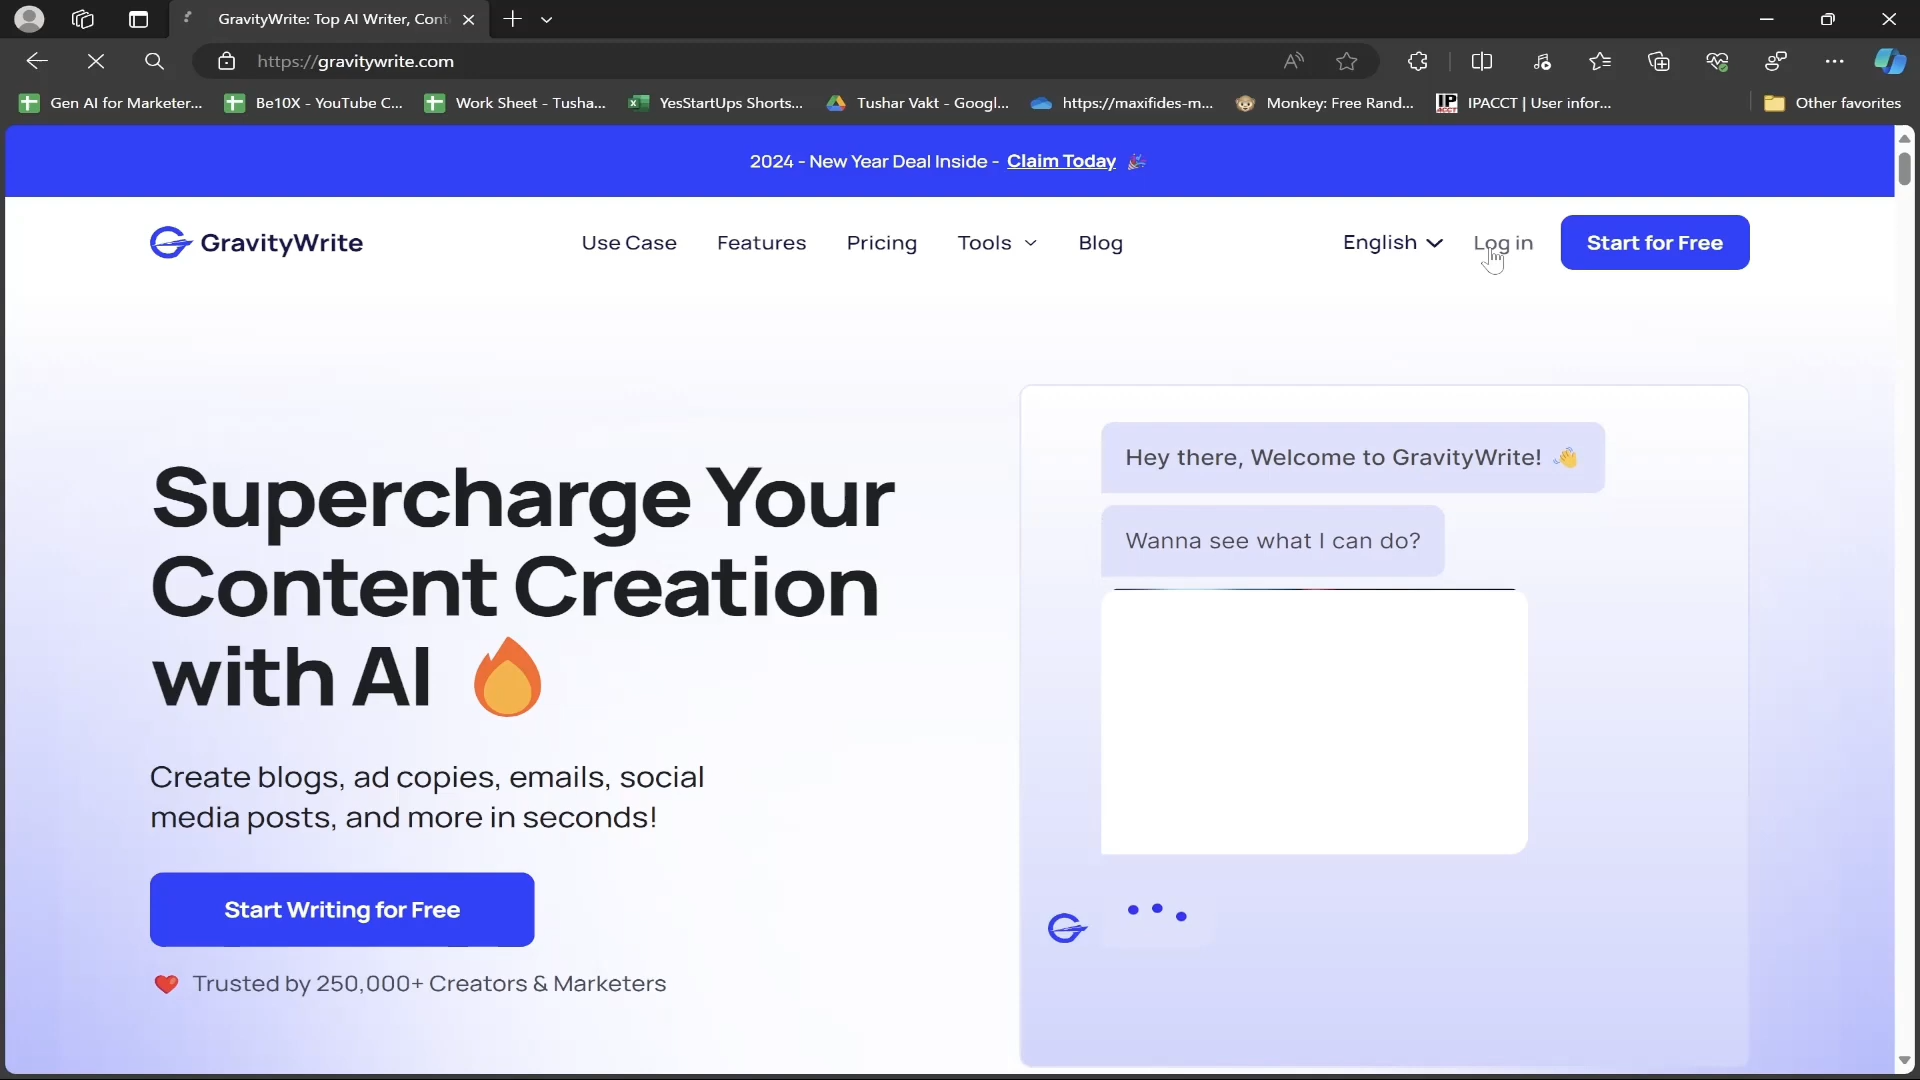 GravityWrite: Top AI Writer, Cont
https://gravitywrite.com
Gen AI for Marketer...
Be10X - YouTube C...
Work Sheet - Tusha...
YesStartUps Shorts...
Tushar Vakt - Googl...
https://maxifides-m...
Monkey: Free Rand...
IPACCT | User infor...
Other favorites
2024 - New Year Deal Inside - Claim Today
GravityWrite
Use Case
Features
Pricing
Tools
Blog
English
Log in
Start for Free
Supercharge Your
Content Creation
with AI
Create blogs, ad copies, emails, social
media posts, and more in seconds!
Start Writing for Free
Trusted by 250,000+ Creators & Marketers
Hey there, Welcome to GravityWrite!
Wanna see what I can do?